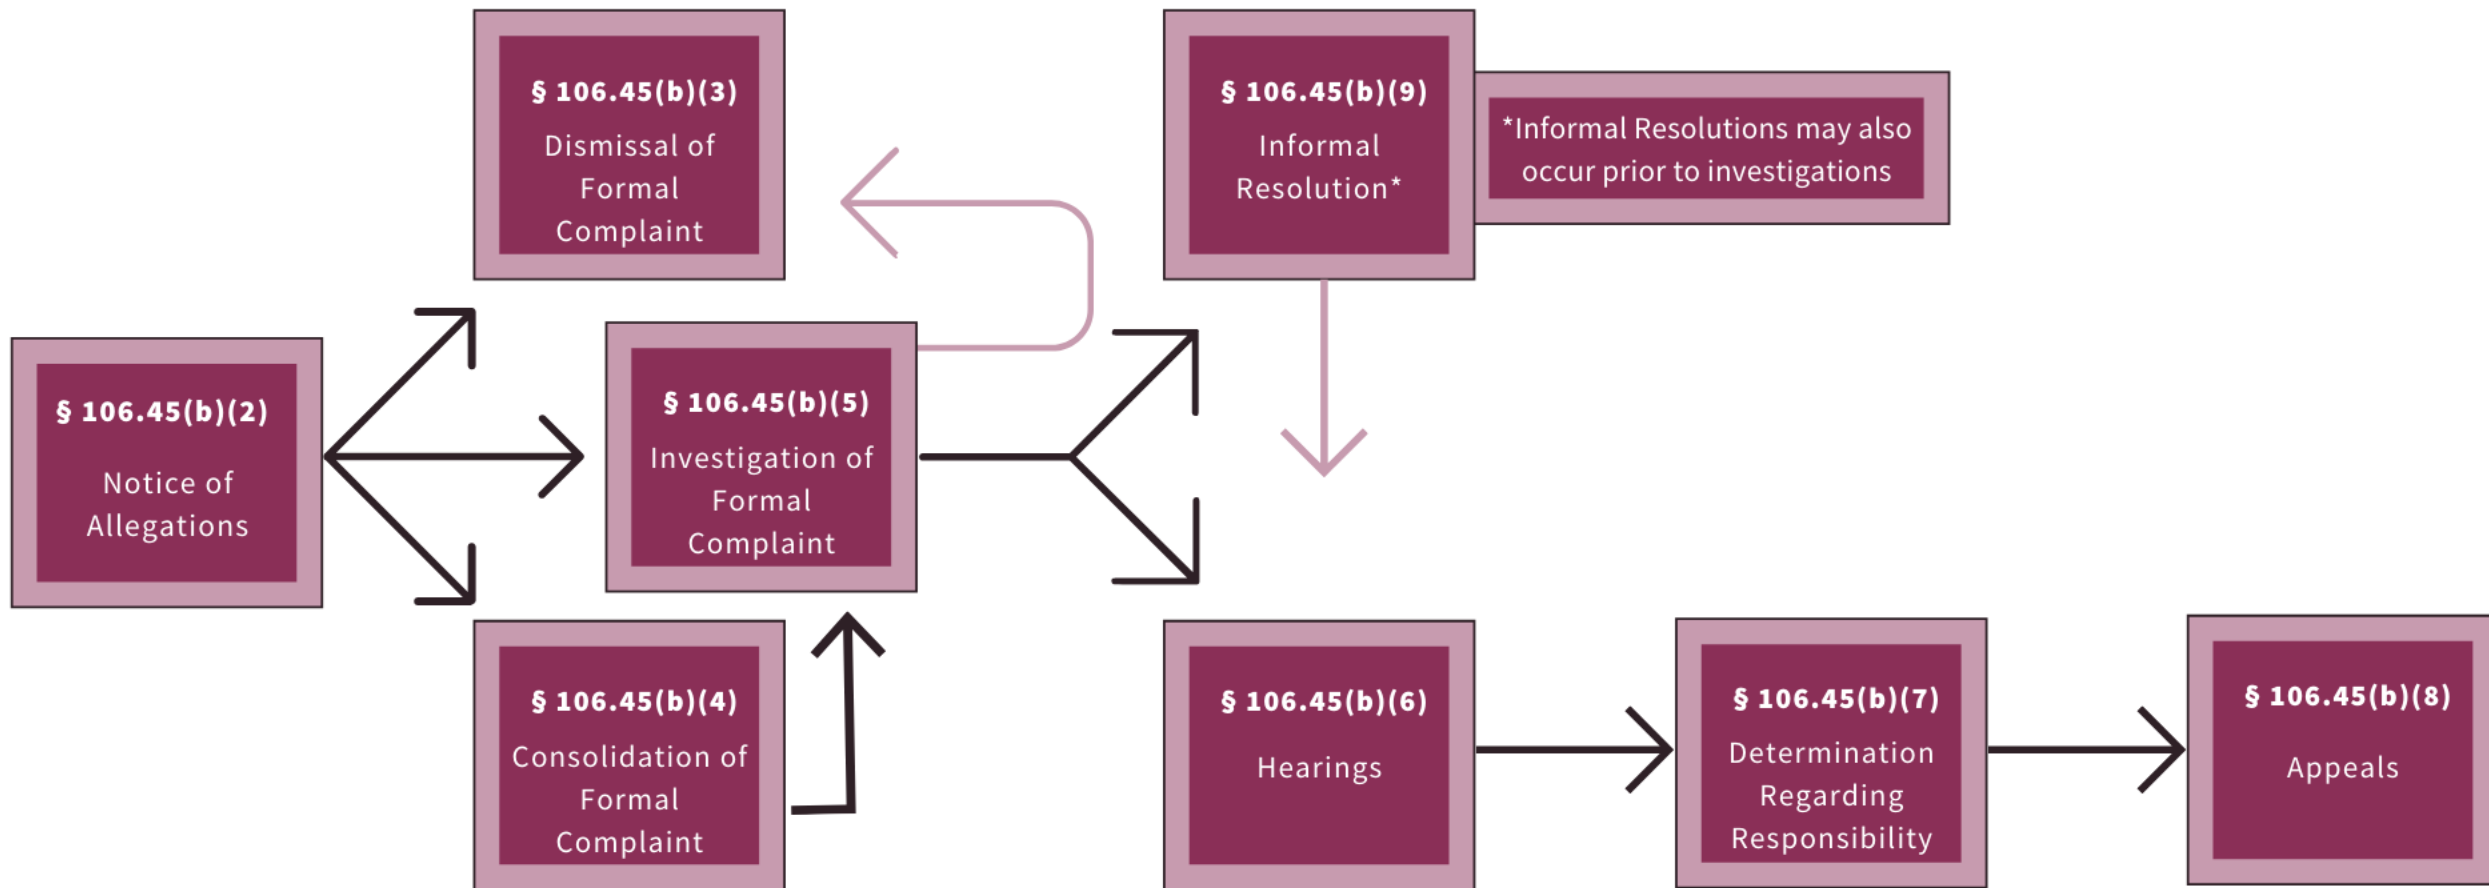 § 106.45(b)(3)
Dismissal of
Formal
Complaint
§ 106.45(b)(9)
Informal
Resolution*
*Informal Resolutions may also
occur prior to investigations
§ 106.45(b)(2)
Notice of
Allegations
§ 106.45(b)(5)
Investigation of
Formal
Complaint
§ 106.45(b)(4)
Consolidation of
Formal
Complaint
§ 106.45(b)(6)
Hearings
§ 106.45(b)(7)
Determination
Regarding
Responsibility
§ 106.45(b)(8)
Appeals